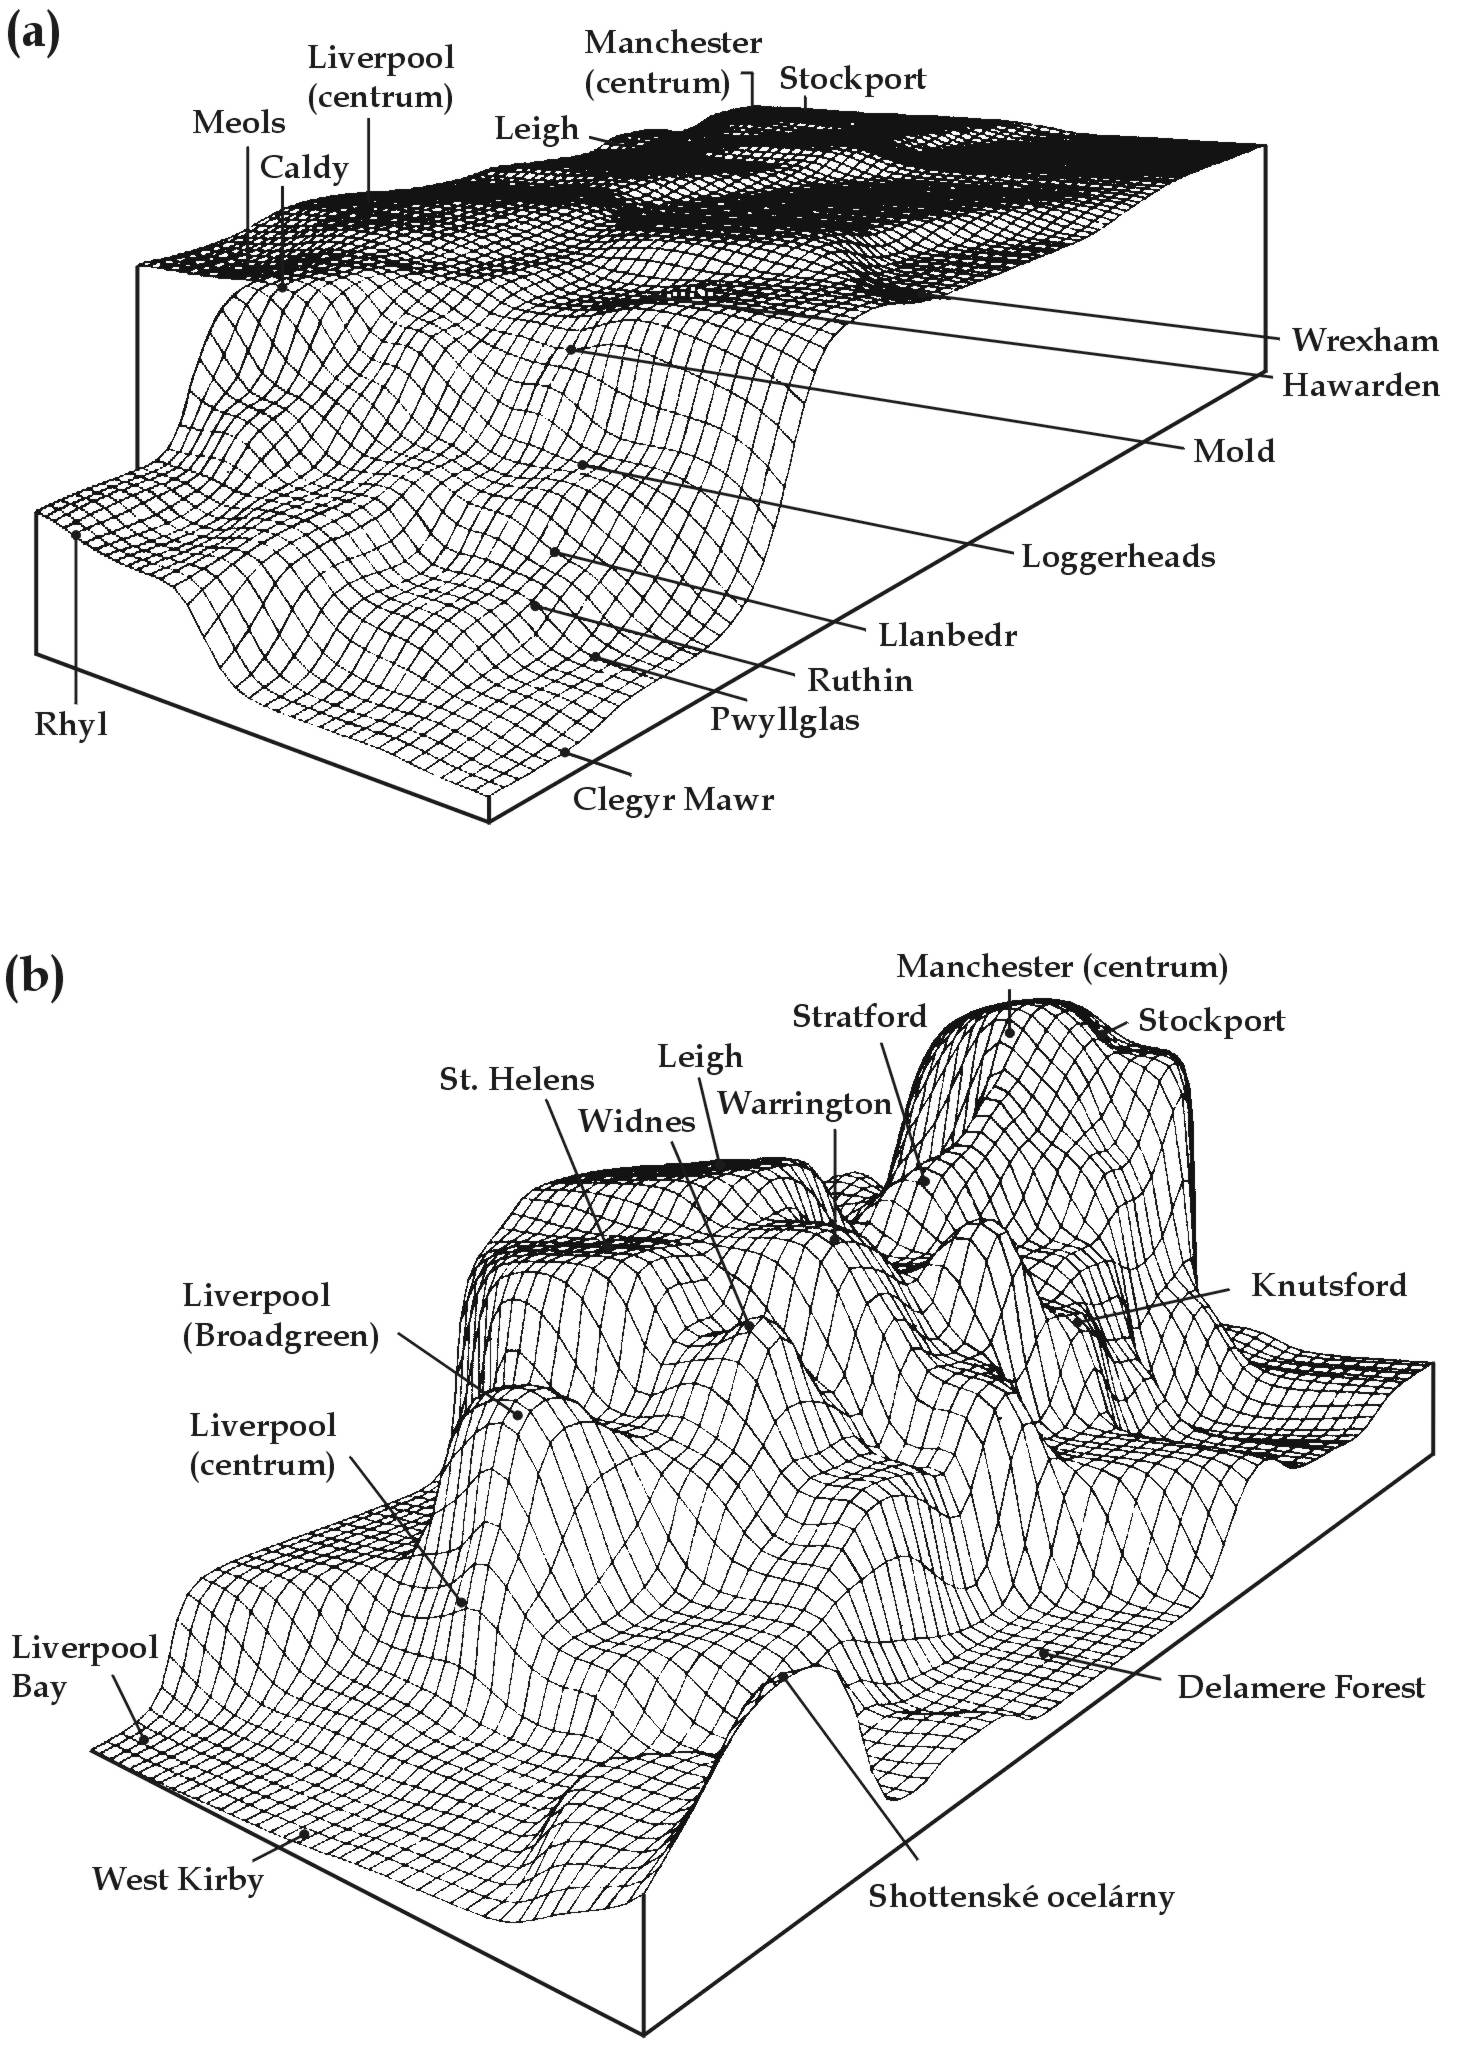 (a)
Liverpool
(centrum)
Manchester
(centrum)
Stockport
Meols
Leigh
Caldy
Wrexham
Hawarden
Mold
Loggerheads
Llanbedr
Ruthin
Pwyllglas
Rhyl
Clegyr Mawr
(b)
Manchester (centrum)
Stratford
Stockport
Leigh
St. Helens
Warrington
Widnes
Knutsford
Liverpool
(Broadgreen)
Liverpool
(centrum)
Liverpool
Bay
Delamere Forest
West Kirby
Shottenské ocelárny